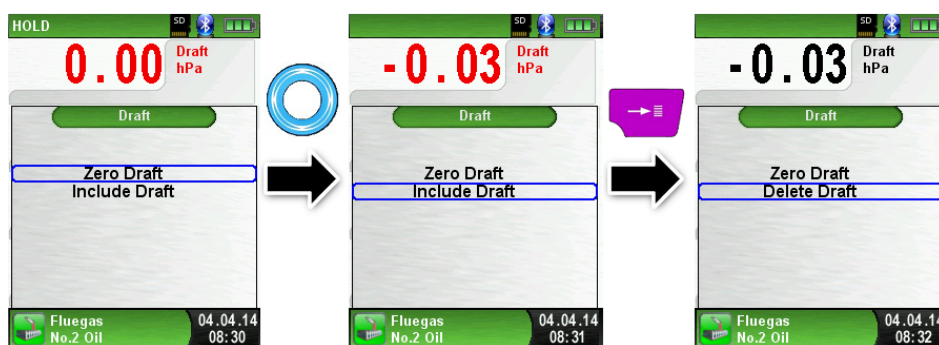 HOLD
SD
0.00
Draft
hPa
Draft
Zero Draft
Include Draft
Fluegas
No.2 Oil
04.04.14
08:30
SD
-0.03
Draft
hPa
Draft
Zero Draft
Include Draft
Fluegas
No.2 Oil
04.04.14
08:31
SD
-0.03
Draft
hPa
Draft
Zero Draft
Delete Draft
Fluegas
No.2 Oil
04.04.14
08:32